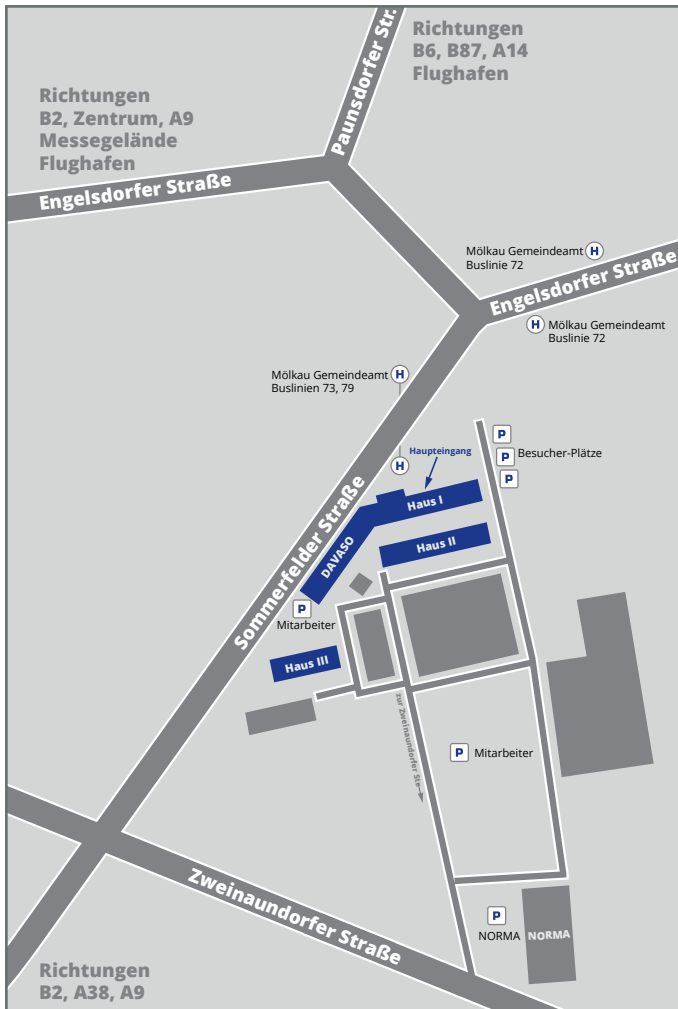 Richtungen
B6, B87, A14
Flughafen
Paunsdorfer Str.
Richtungen
B2, Zentrum, A9
Messegelände
Flughafen
Engelsdorfer Straße
Mölkau Gemeindeamt H
Buslinie 72
Engelsdorfer Straße
H Mölkau Gemeindeamt
Buslinie 72
Mölkau Gemeindeamt H
Buslinien 73, 79
P
P Besucher-Plätze
P
H
Haupteingang
Haus I
DAVASO
Haus II
Sommerfelder Straße
P
Mitarbeiter
Haus III
zur Zweinaundorfer Str.
P Mitarbeiter
Zweinaundorfer Straße
P
NORMA
NORMA
Richtungen
B2, A38, A9